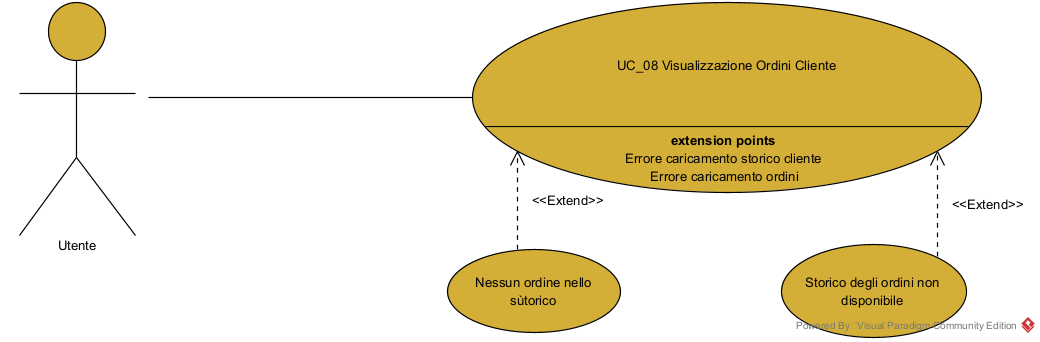 UC_08 Visualizzazione Ordini Cliente
extension points
Errore caricamento storico cliente
Errore caricamento ordini
<<Extend>>
<<Extend>>
Utente
Nessun ordine nello
sùtorico
Storico degli ordini non
disponibile
Powered By: Visual Paradigm Community Edition